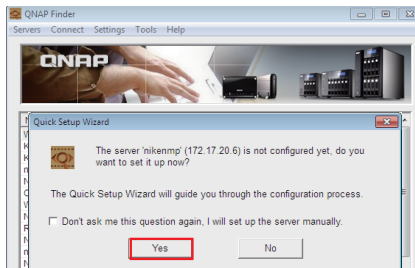 QNAP Finder
Servers Connect Settings Tools Help
QNAP
Quick Setup Wizard
The server 'nikenmp' (172.17.20.6) is not configured yet, do you
want to set it up now?
The Quick Setup Wizard will guide you through the configuration process.
Don't ask me this question again, I will set up the server manually.
Yes
No